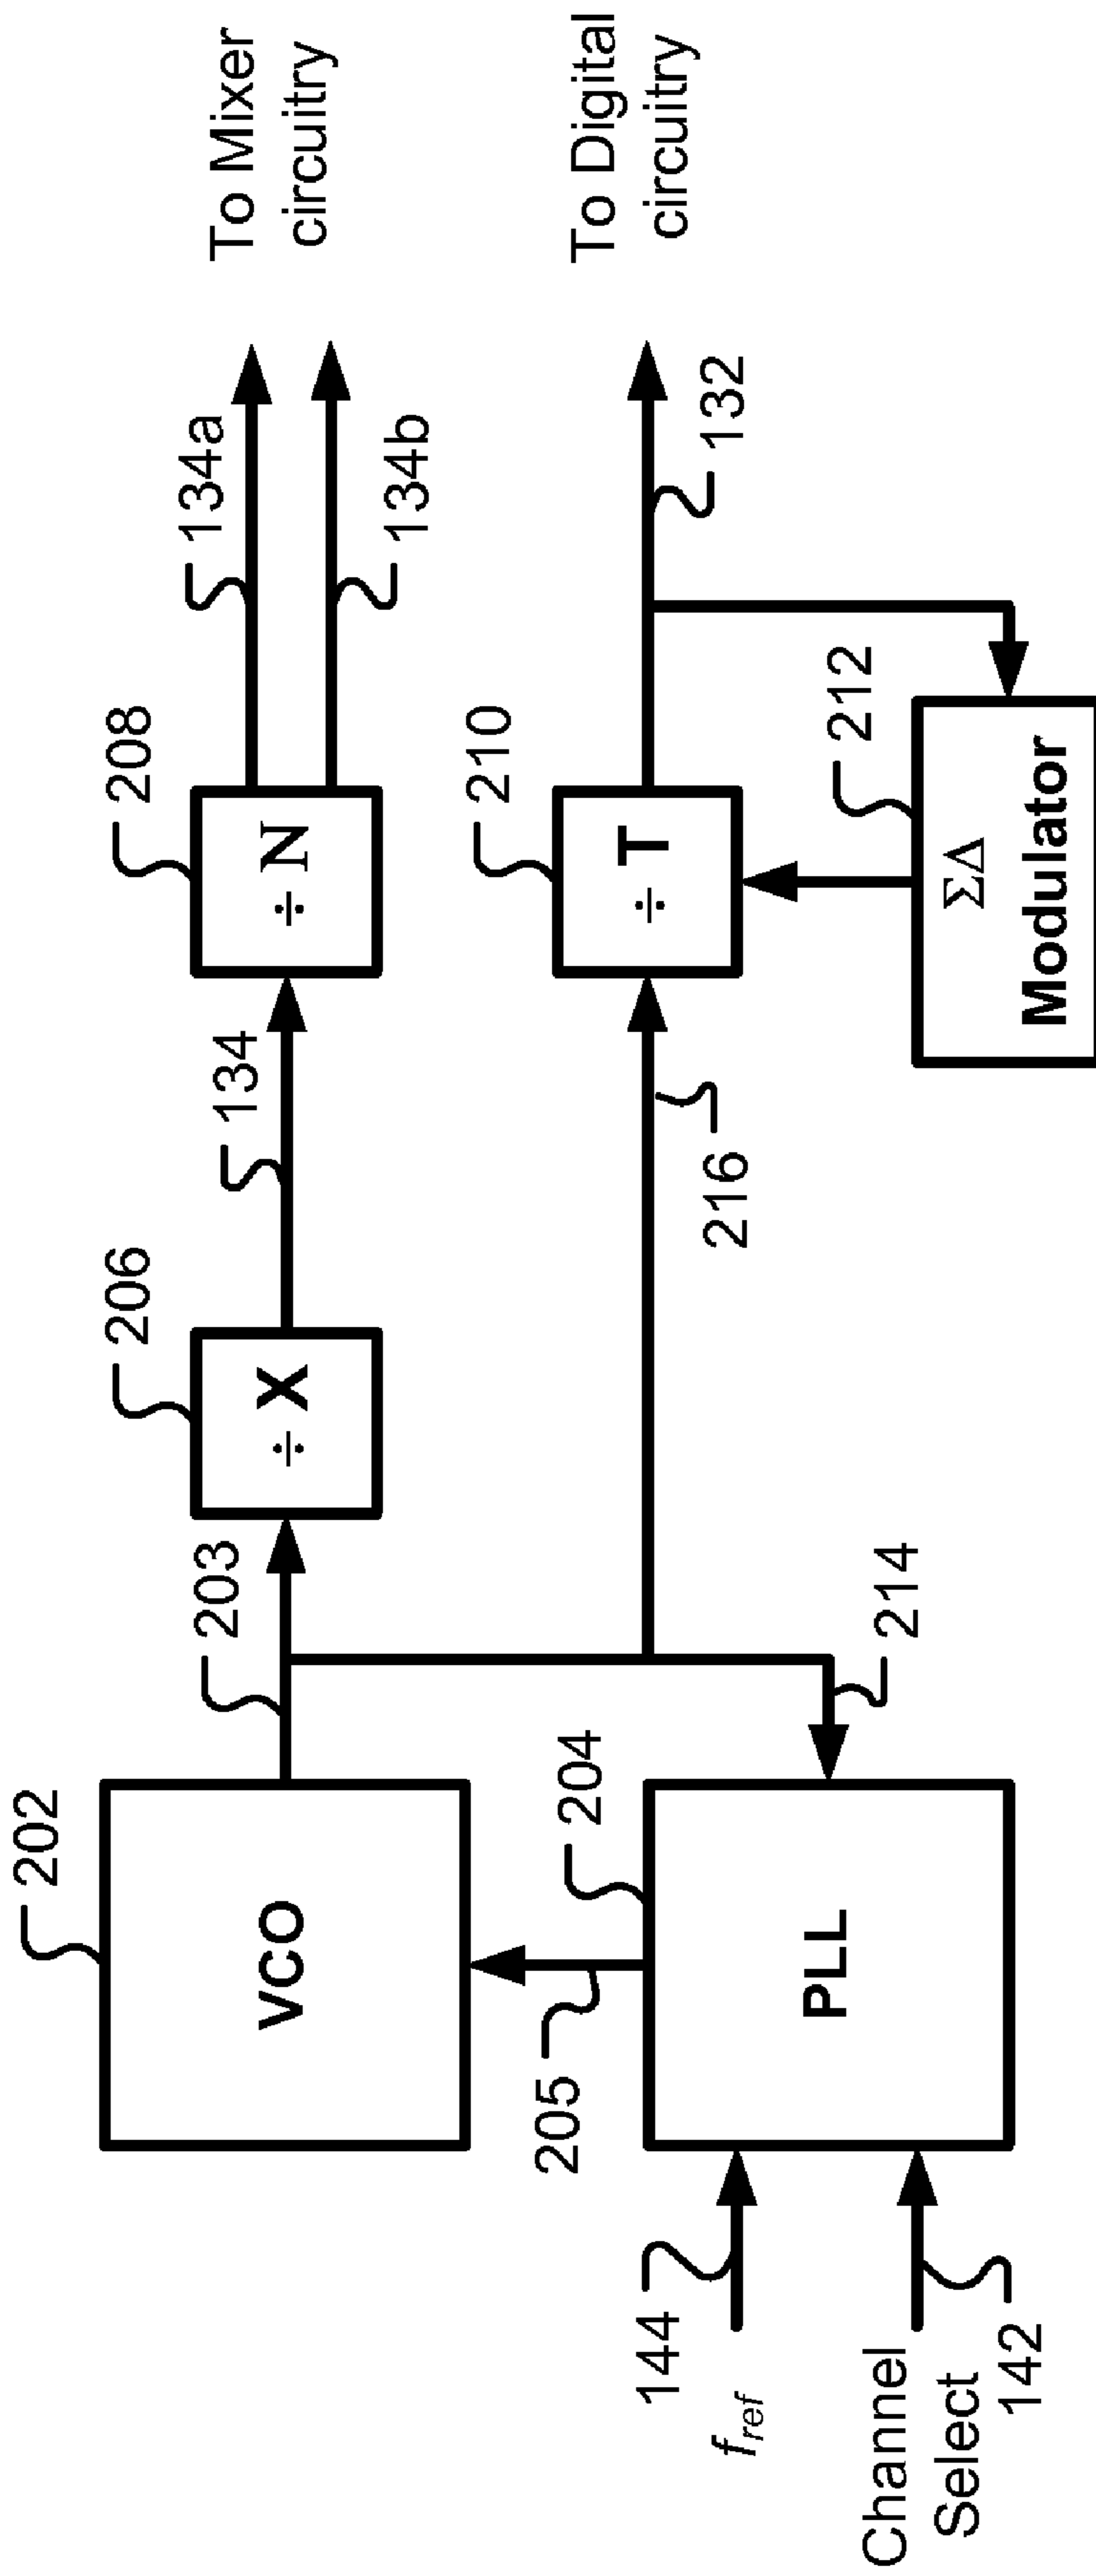 202
VCO
203
206
÷ X
134
208
÷ N
134a
134b
To Mixer
circuitry
205
204
PLL
144
f_ref
Channel
Select
142
214
216
210
÷ T
132
To Digital
circuitry
212
ΣΔ
Modulator